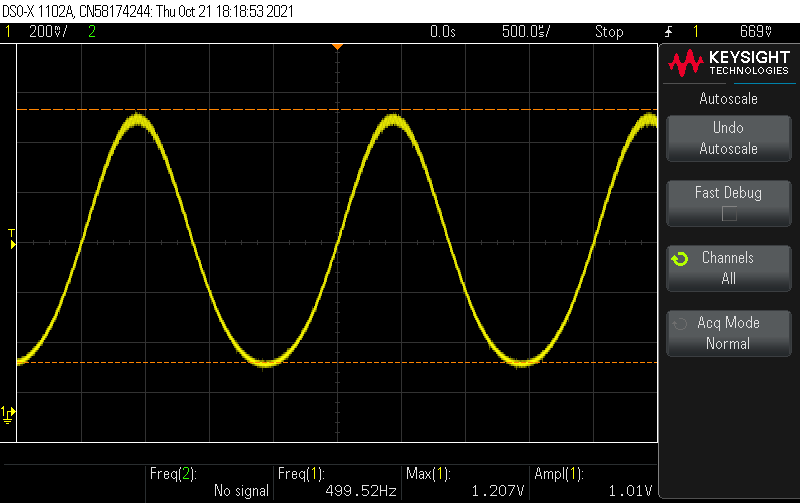 DSO-X 1102A, CN58174244: Thu Oct 21 18:18:53 2021
1 200▽/ 2 0.0s 500.0▽/ Stop 1 669▽
KEYSIGHT
TECHNOLOGIES
Autoscale
Undo
Autoscale
Fast Debug
Channels
All
Acq Mode
Normal
T
1
Freq(2): Freq(1): Max(1): Ampl(1):
No signal 499.52Hz 1.207V 1.01V